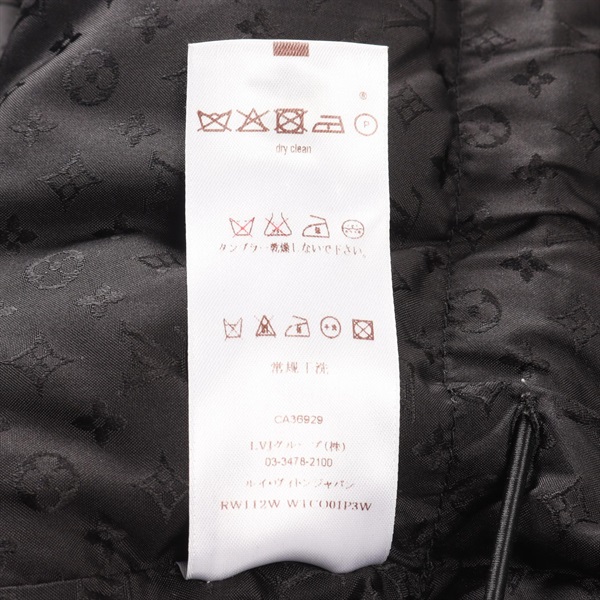 ®
P
dry clean
タンブラー乾燥しないで下さい。
常规干洗
CA36929
LVJグループ(株)
03-3478-2100
ルイ・ヴィトンジャパン
RW112W WTCO01P3W